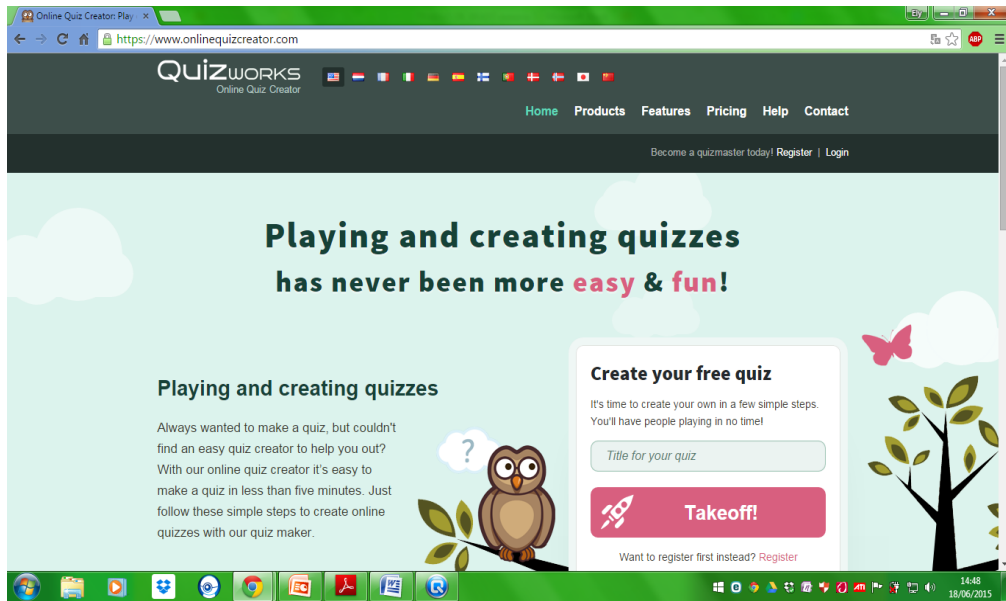 Online Quiz Creator: Play
Ely
https://www.onlinequizcreator.com
ABP
QUIZWORKS
Online Quiz Creator
Home Products Features Pricing Help Contact
Become a quizmaster today! Register | Login
Playing and creating quizzes
has never been more easy & fun!
Playing and creating quizzes
Always wanted to make a quiz, but couldn't
find an easy quiz creator to help you out?
With our online quiz creator it's easy to
make a quiz in less than five minutes. Just
follow these simple steps to create online
quizzes with our quiz maker.
?
Create your free quiz
It's time to create your own in a few simple steps.
You'll have people playing in no time!
Title for your quiz
Takeoff!
Want to register first instead? Register
14:48
18/06/2015